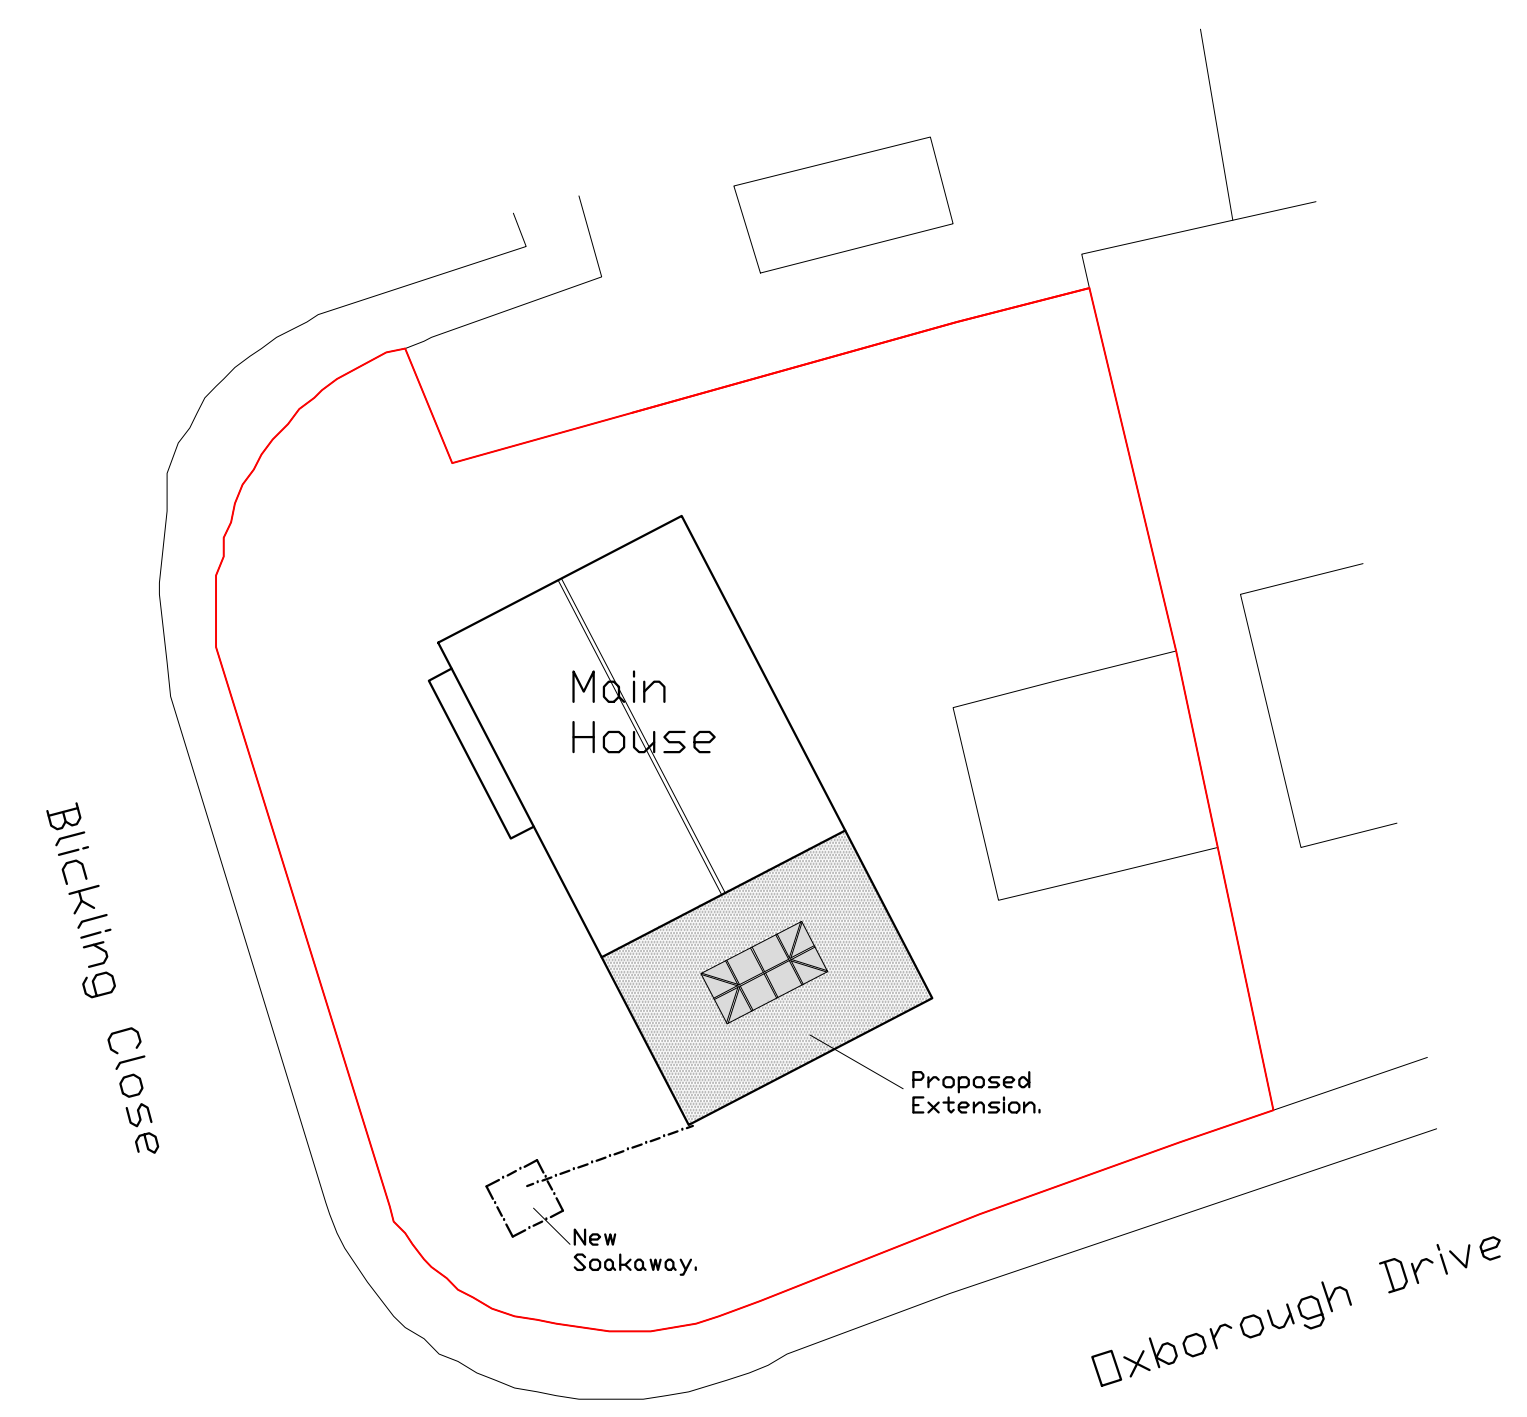 Main
House
Blickling Close
Proposed
Extension.
New
Soakaway.
Oxborough Drive